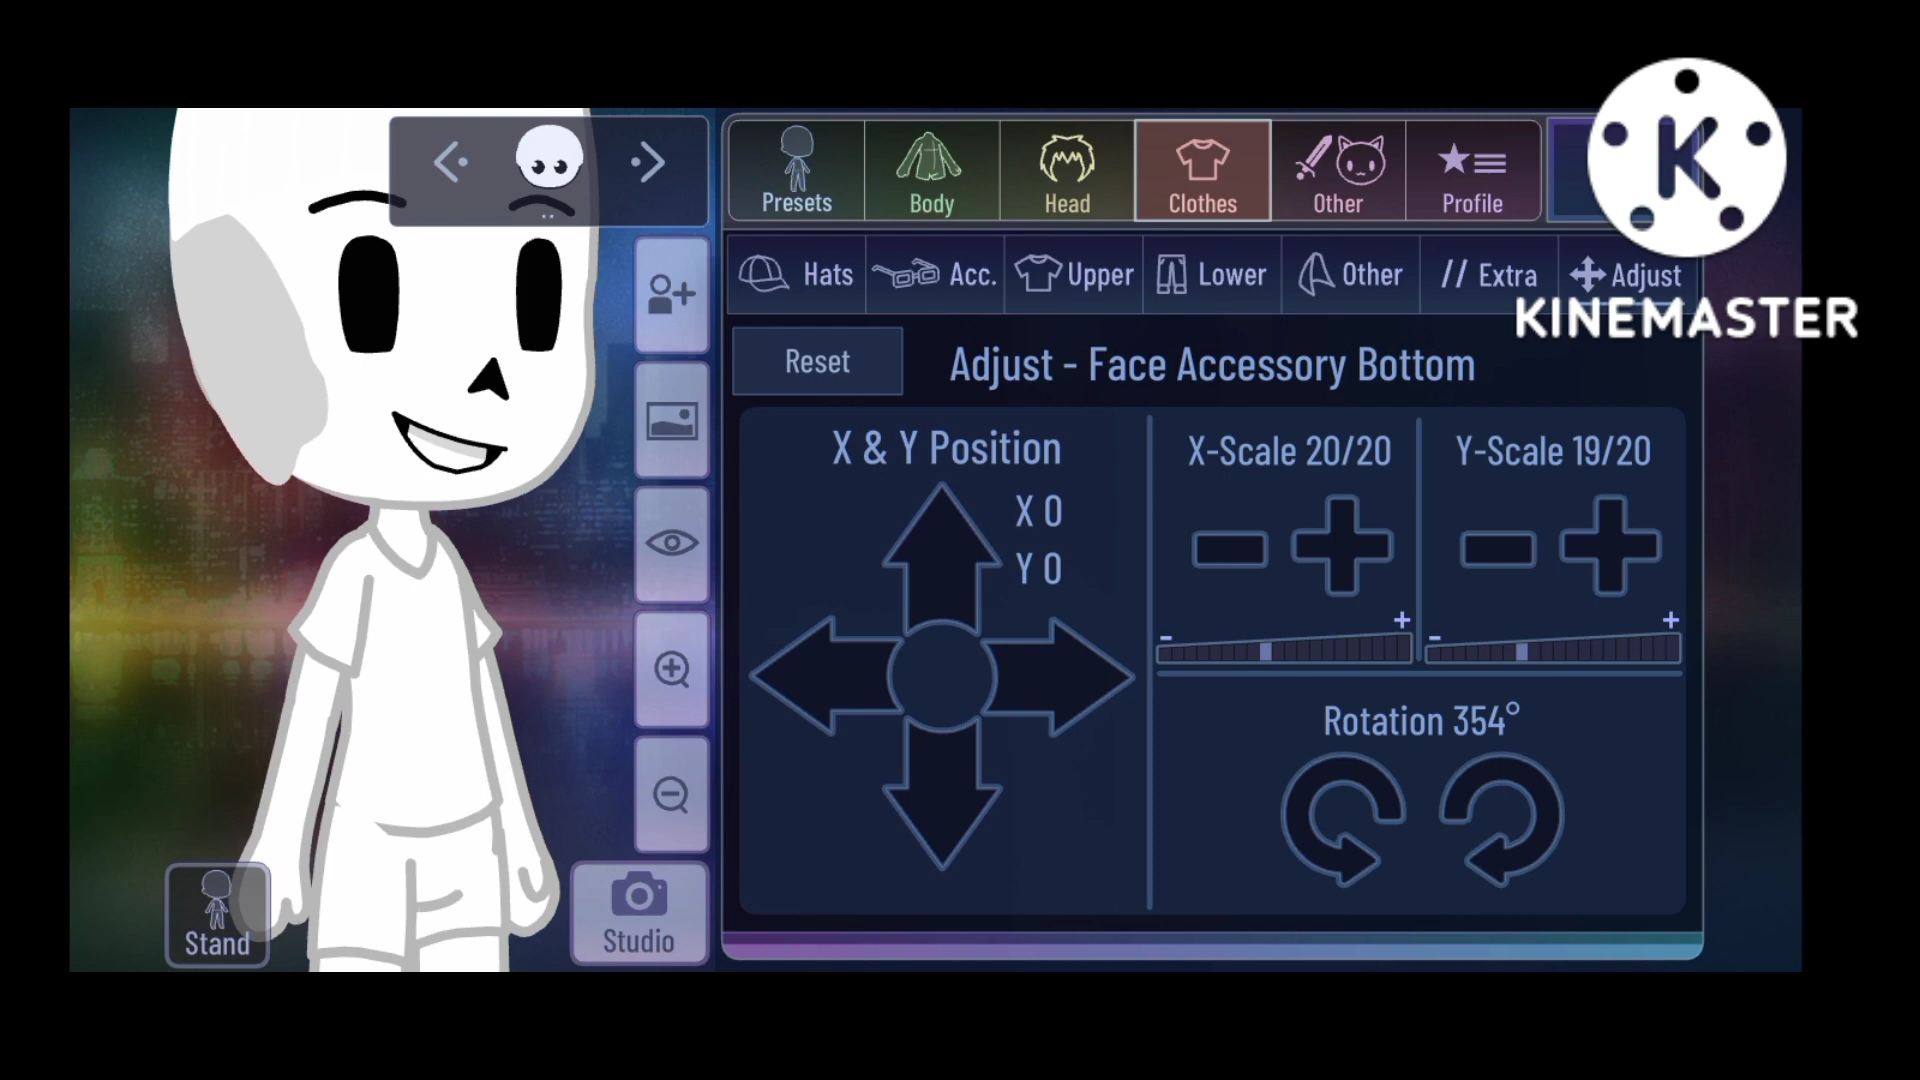 Presets
Body
Head
Clothes
Other
Profile
Hats
Acc.
Upper
Lower
Other
// Extra
Adjust
K
KINEMASTER
Reset
Adjust - Face Accessory Bottom
X & Y Position
X 0
Y 0
X-Scale 20/20
Y-Scale 19/20
- +
- +
Rotation 354°
Stand
Studio